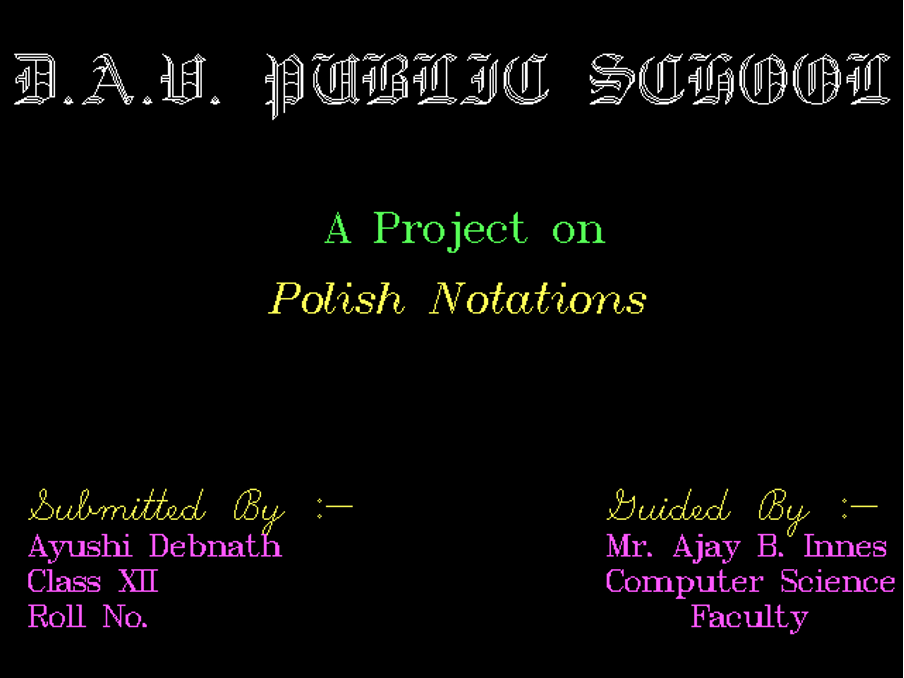 D.A.V. PUBLIC SCHOOL
A Project on
Polish Notations
Submitted By :-
Ayushi Debnath
Class XII
Roll No.
Guided By :-
Mr. Ajay B. Innes
Computer Science
Faculty